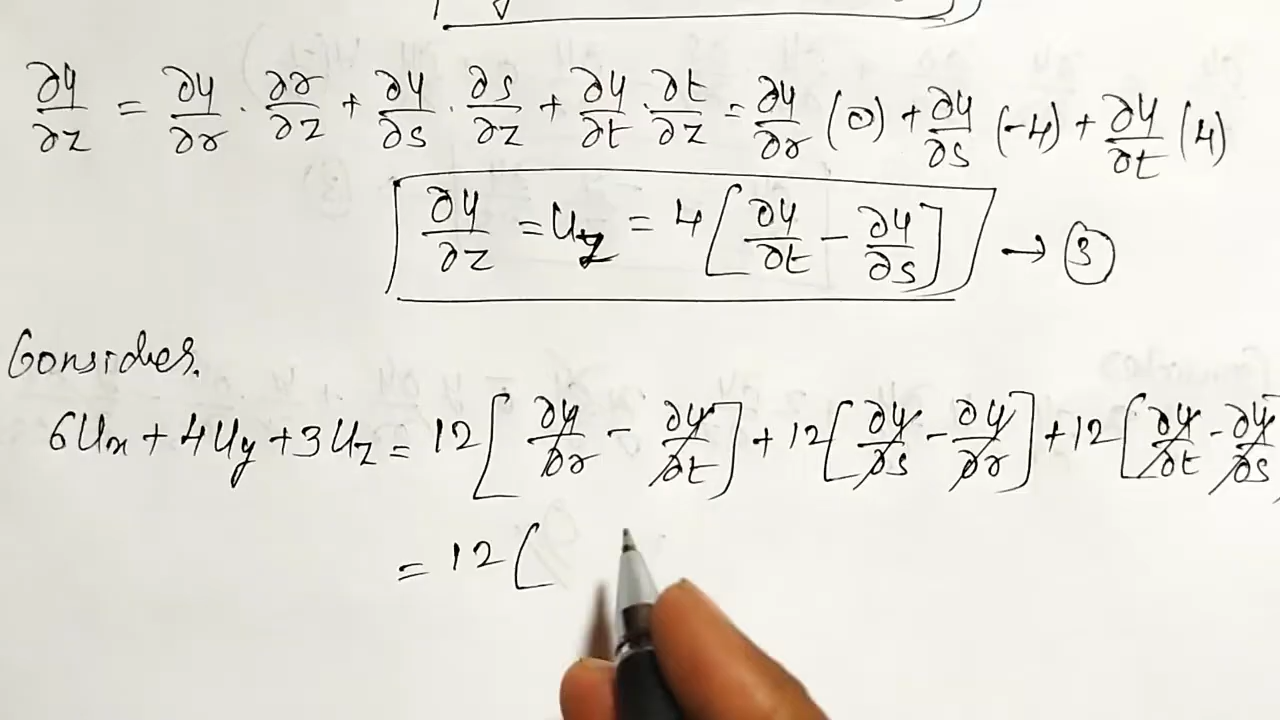 ∂u/∂z = ∂u/∂r · ∂r/∂z + ∂u/∂s · ∂s/∂z + ∂u/∂t · ∂t/∂z = ∂u/∂r (0) + ∂u/∂s (-4) + ∂u/∂t (4)
∂u/∂z = u_z = 4 [∂u/∂t - ∂u/∂s] → 3
Consider.
6u_x + 4u_y + 3u_z = 12 [∂u/∂r - ∂u/∂t] + 12 [∂u/∂s - ∂u/∂r] + 12 [∂u/∂t - ∂u/∂s
= 12 [